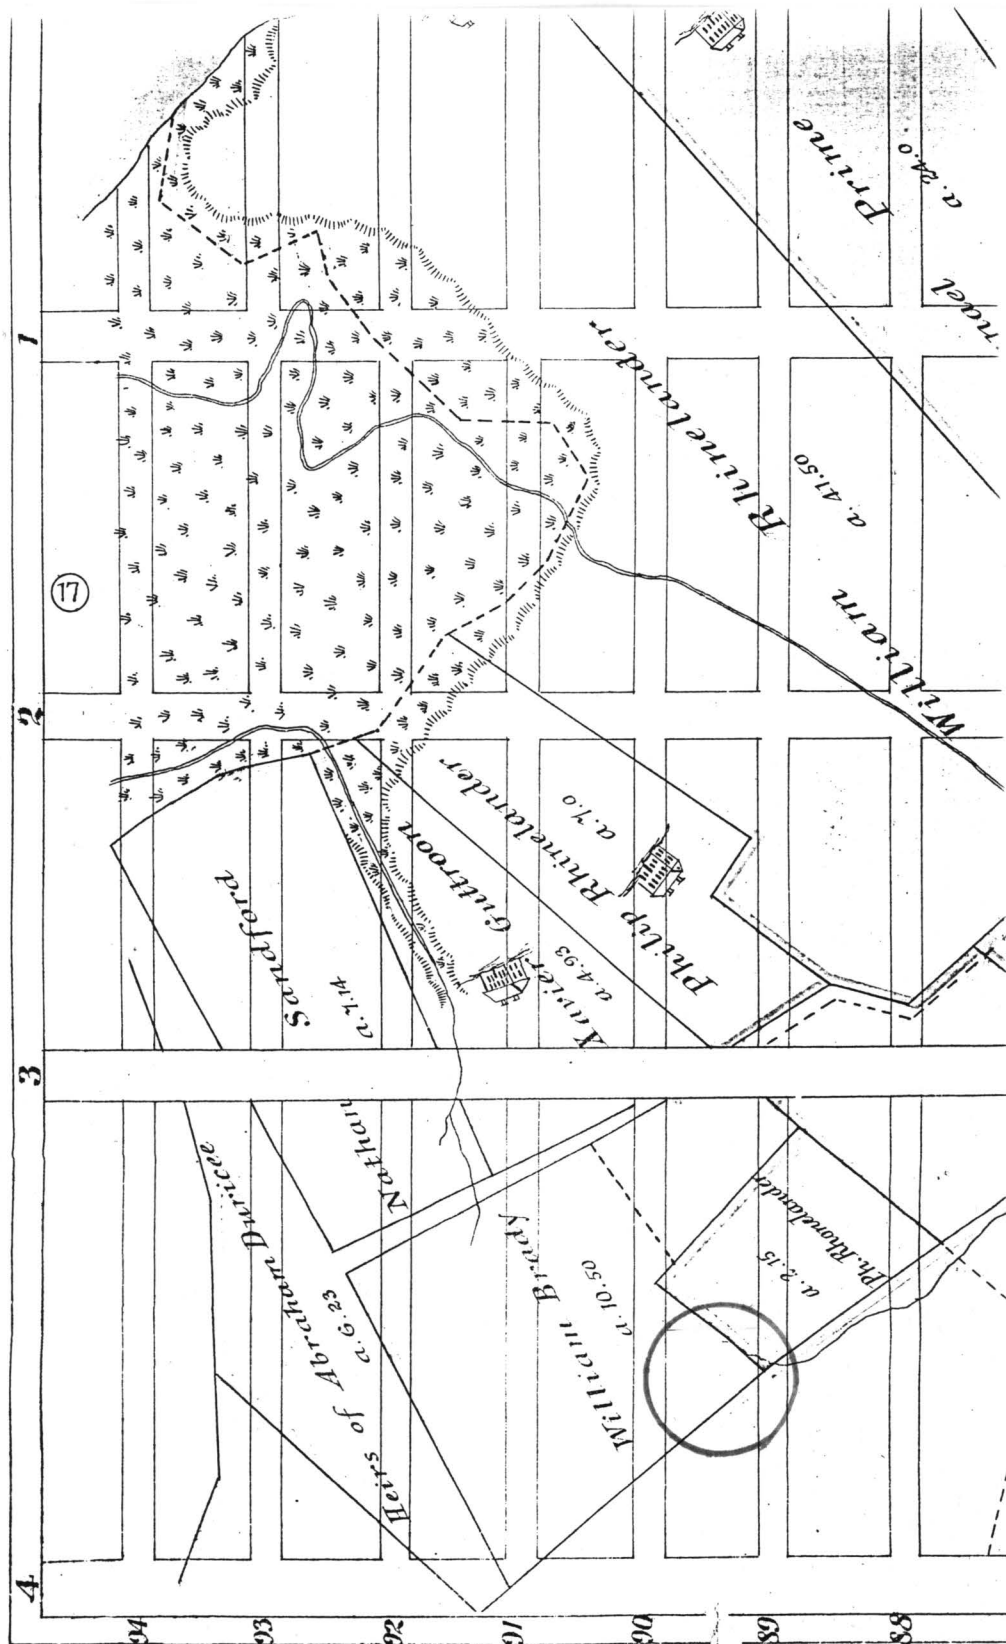 17
1
2
3
4
94
93
92
91
90
89
88
Prime
a. 24.0
William Rhinelander
a. 41.50
Philip Rhinelander
a. 7.0
Xavier Guttroon
a. 4.93
Sandford
a. 7.14
Nathan
Heirs of Abraham Duricee
a. 6.23
William Brady
a. 10.50
Ph. Rhonelander
a. 2.15